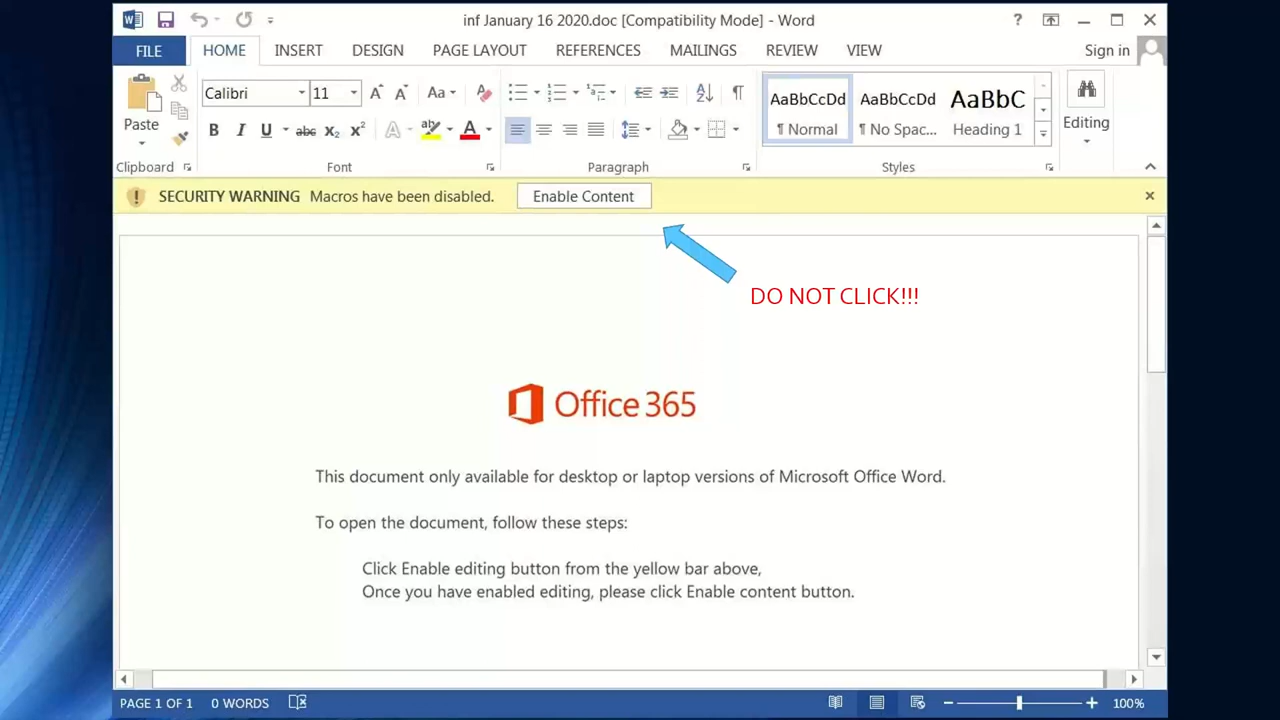 inf January 16 2020.doc [Compatibility Mode] - Word
FILE HOME INSERT DESIGN PAGE LAYOUT REFERENCES MAILINGS REVIEW VIEW Sign in
Calibri 11 Aa AaBbCcDd AaBbCcDd AaBbC
Paste B I U abc x₂ x² A A ¶ Normal ¶ No Spac... Heading 1 Editing
Clipboard Font Paragraph Styles
SECURITY WARNING Macros have been disabled. Enable Content
DO NOT CLICK!!!
Office 365
This document only available for desktop or laptop versions of Microsoft Office Word.
To open the document, follow these steps:
Click Enable editing button from the yellow bar above,
Once you have enabled editing, please click Enable content button.
PAGE 1 OF 1 0 WORDS 100%